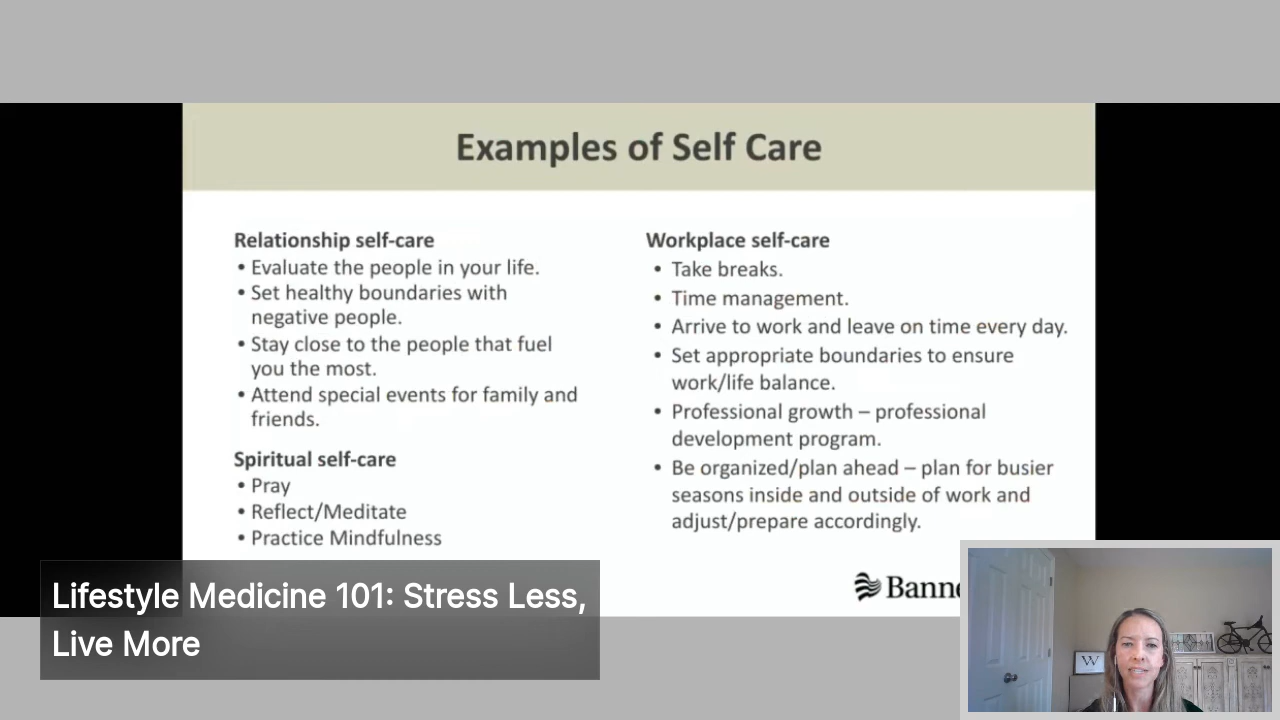 Examples of Self Care
Relationship self-care
• Evaluate the people in your life.
• Set healthy boundaries with
negative people.
• Stay close to the people that fuel
you the most.
• Attend special events for family and
friends.
Spiritual self-care
• Pray
• Reflect/Meditate
• Practice Mindfulness
Workplace self-care
• Take breaks.
• Time management.
• Arrive to work and leave on time every day.
• Set appropriate boundaries to ensure
work/life balance.
• Professional growth – professional
development program.
• Be organized/plan ahead – plan for busier
seasons inside and outside of work and
adjust/prepare accordingly.
Lifestyle Medicine 101: Stress Less,
Live More
W